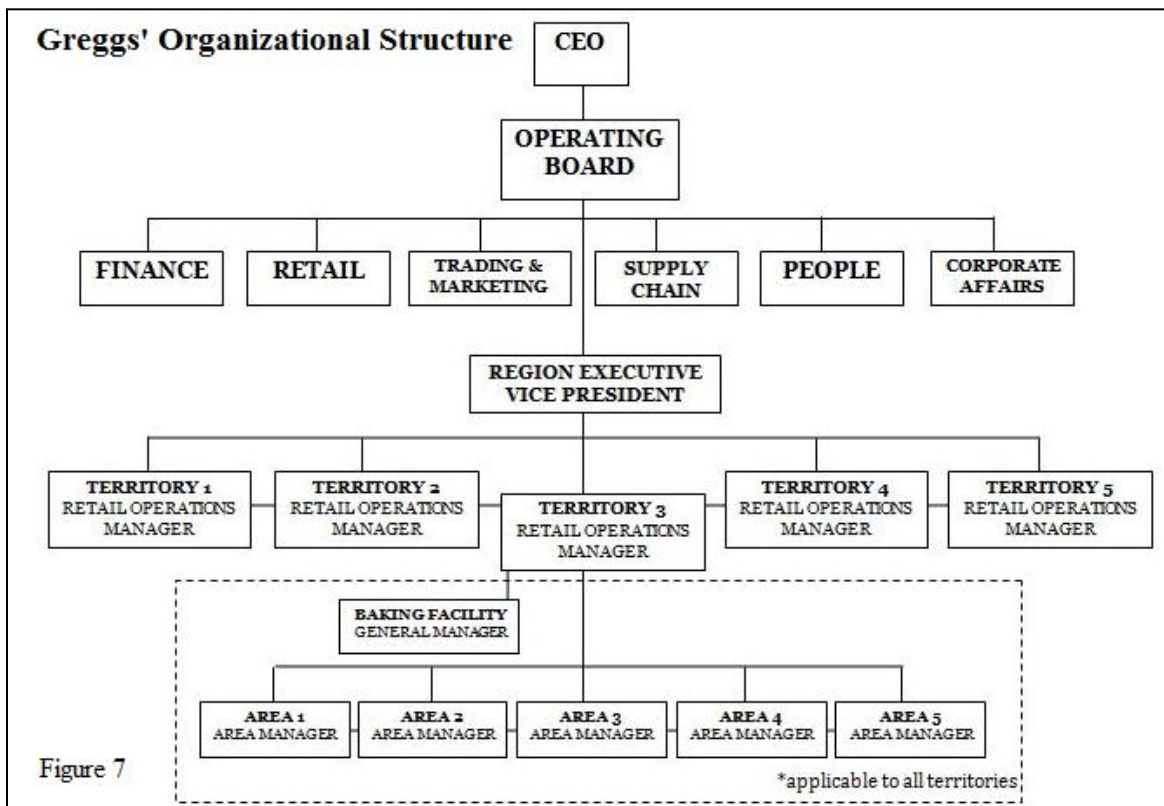 Greggs' Organizational Structure
CEO
OPERATING
BOARD
FINANCE
RETAIL
TRADING &
MARKETING
SUPPLY
CHAIN
PEOPLE
CORPORATE
AFFAIRS
REGION EXECUTIVE
VICE PRESIDENT
TERRITORY 1
RETAIL OPERATIONS
MANAGER
TERRITORY 2
RETAIL OPERATIONS
MANAGER
TERRITORY 3
RETAIL OPERATIONS
MANAGER
TERRITORY 4
RETAIL OPERATIONS
MANAGER
TERRITORY 5
RETAIL OPERATIONS
MANAGER
BAKING FACILITY
GENERAL MANAGER
AREA 1
AREA MANAGER
AREA 2
AREA MANAGER
AREA 3
AREA MANAGER
AREA 4
AREA MANAGER
AREA 5
AREA MANAGER
Figure 7
*applicable to all territories